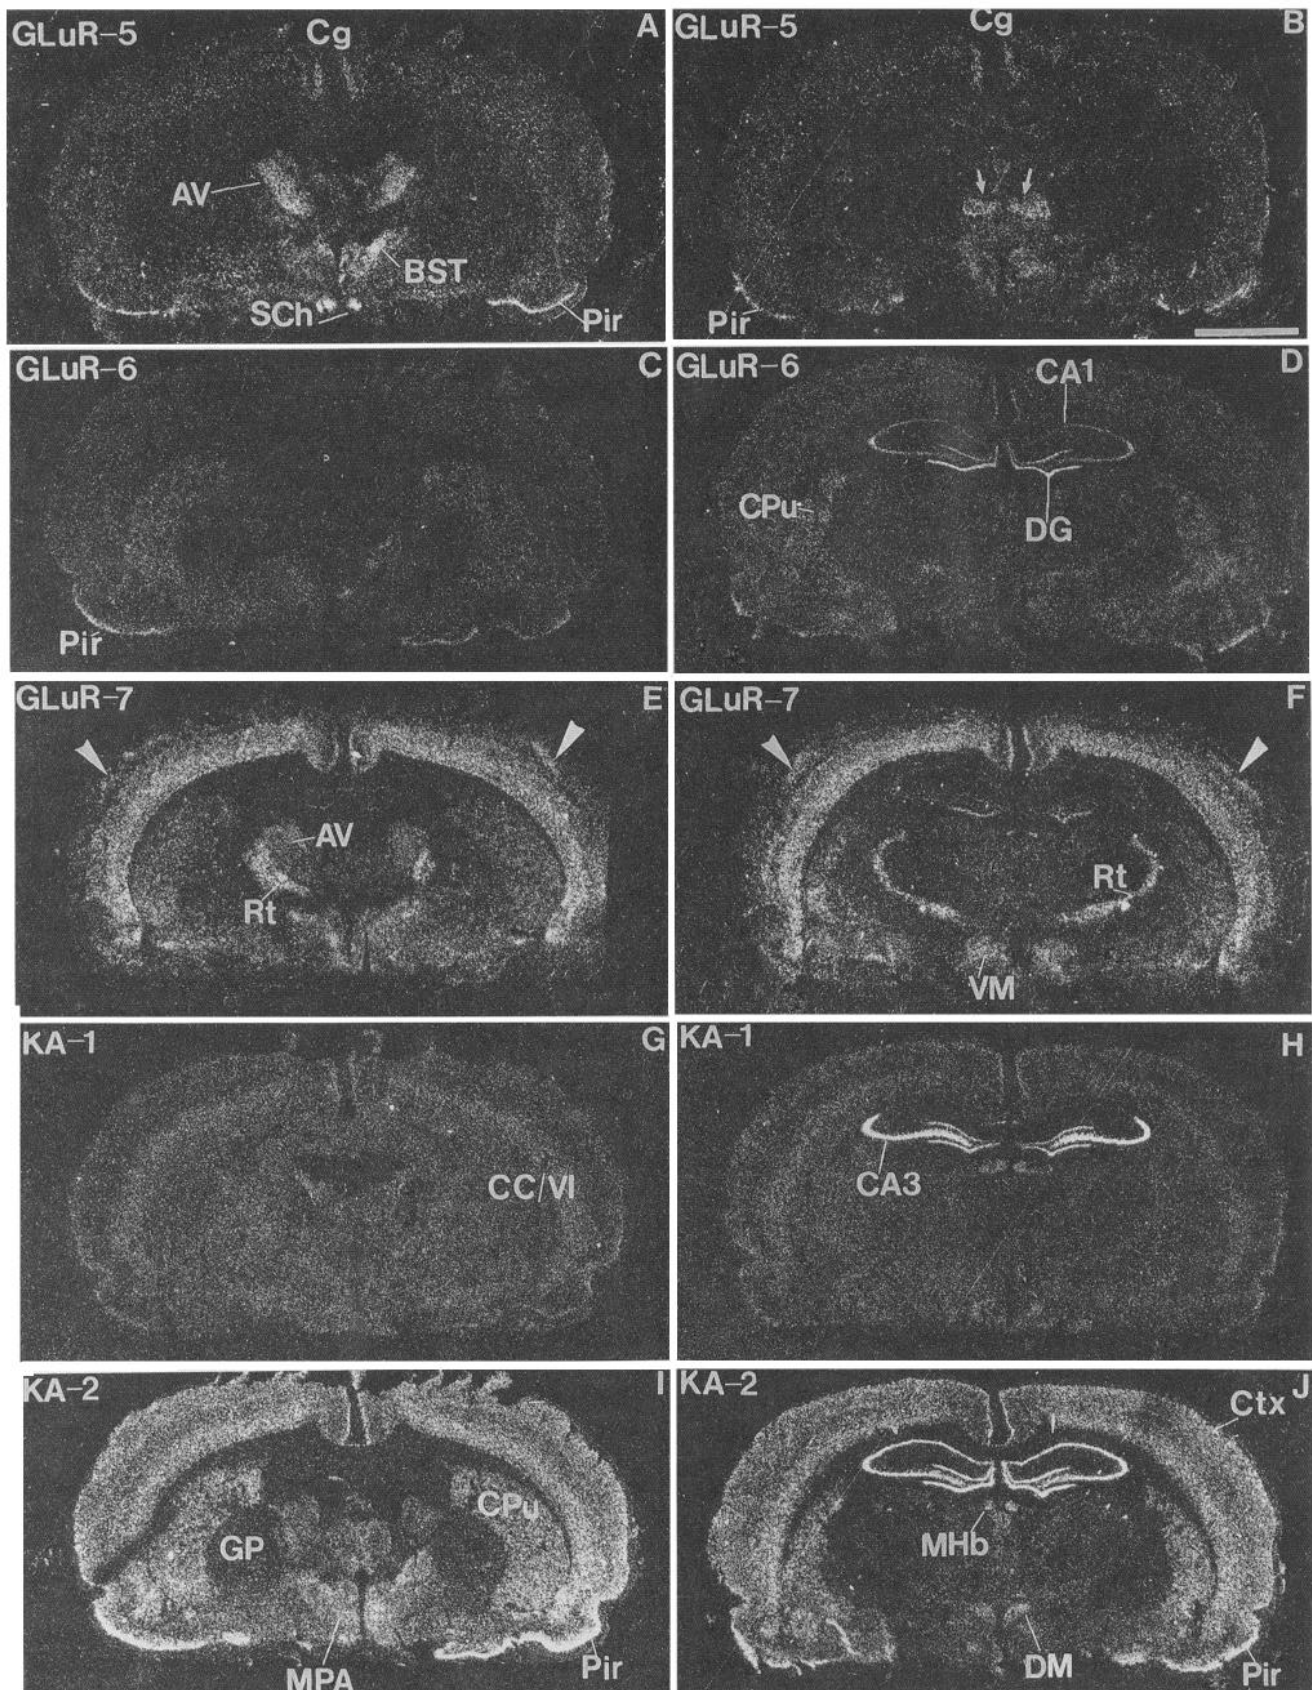 GLuR-5
Cg
A
AV
BST
SCh
Pir
GLuR-5
Cg
B
Pir
GLuR-6
C
Pir
GLuR-6
CA1
D
CPu
DG
GLuR-7
E
AV
Rt
GLuR-7
F
Rt
VM
KA-1
G
CC/VI
KA-1
H
CA3
KA-2
I
CPu
GP
MPA
Pir
KA-2
J
Ctx
MHb
DM
Pir